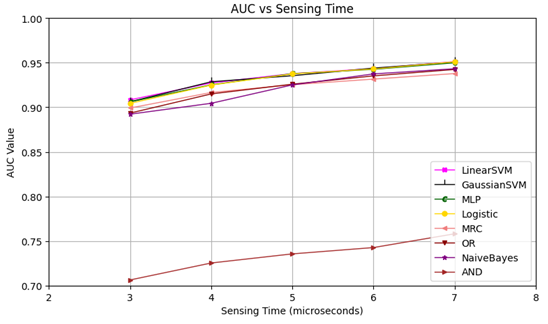 AUC vs Sensing Time
1.00
0.95
0.90
0.85
0.80
0.75
0.70
AUC Value
LinearSVM
GaussianSVM
MLP
Logistic
MRC
OR
NaiveBayes
AND
2 3 4 5 6 7 8
Sensing Time (microseconds)